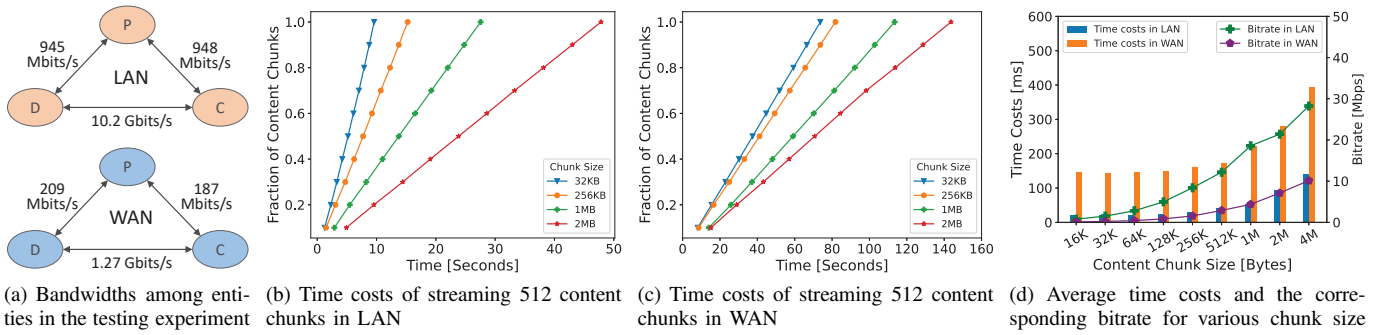 P
945
Mbits/s
948
Mbits/s
LAN
D
C
10.2 Gbits/s
P
209
Mbits/s
187
Mbits/s
WAN
D
C
1.27 Gbits/s
(a) Bandwidths among enti-
ties in the testing experiment
Fraction of Content Chunks
1.0
0.8
0.6
0.4
0.2
Chunk Size
32KB
256KB
1MB
2MB
0 10 20 30 40 50
Time [Seconds]
(b) Time costs of streaming 512 content
chunks in LAN
Fraction of Content Chunks
1.0
0.8
0.6
0.4
0.2
Chunk Size
32KB
256KB
1MB
2MB
0 20 40 60 80 100 120 140 160
Time [Seconds]
(c) Time costs of streaming 512 content
chunks in WAN
Time Costs [ms]
600
500
400
300
200
100
0
Time costs in LAN
Time costs in WAN
Bitrate in LAN
Bitrate in WAN
50
40
30
20
10
0
Bitrate [Mbps]
16K 32K 64K 128K 256K 512K 1M 2M 4M
Content Chunk Size [Bytes]
(d) Average time costs and the corre-
sponding bitrate for various chunk size